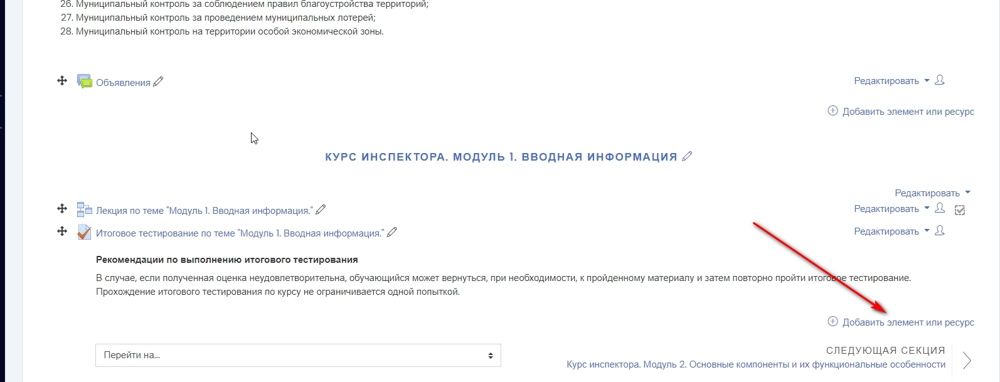 26. Муниципальный контроль за соблюдением правил благоустройства территорий;
27. Муниципальный контроль за проведением муниципальных лотерей;
28. Муниципальный контроль на территории особой экономической зоны.
Объявления
Редактировать
Добавить элемент или ресурс
КУРС ИНСПЕКТОРА. МОДУЛЬ 1. ВВОДНАЯ ИНФОРМАЦИЯ
Редактировать
Лекция по теме "Модуль 1. Вводная информация."
Редактировать
Итоговое тестирование по теме "Модуль 1. Вводная информация."
Редактировать
Рекомендации по выполнению итогового тестирования
В случае, если полученная оценка неудовлетворительна, обучающийся может вернуться, при необходимости, к пройденному материалу и затем повторно пройти итоговое тестирование.
Прохождение итогового тестирования по курсу не ограничивается одной попыткой.
Добавить элемент или ресурс
Перейти на...
СЛЕДУЮЩАЯ СЕКЦИЯ
Курс инспектора. Модуль 2. Основные компоненты и их функциональные особенности